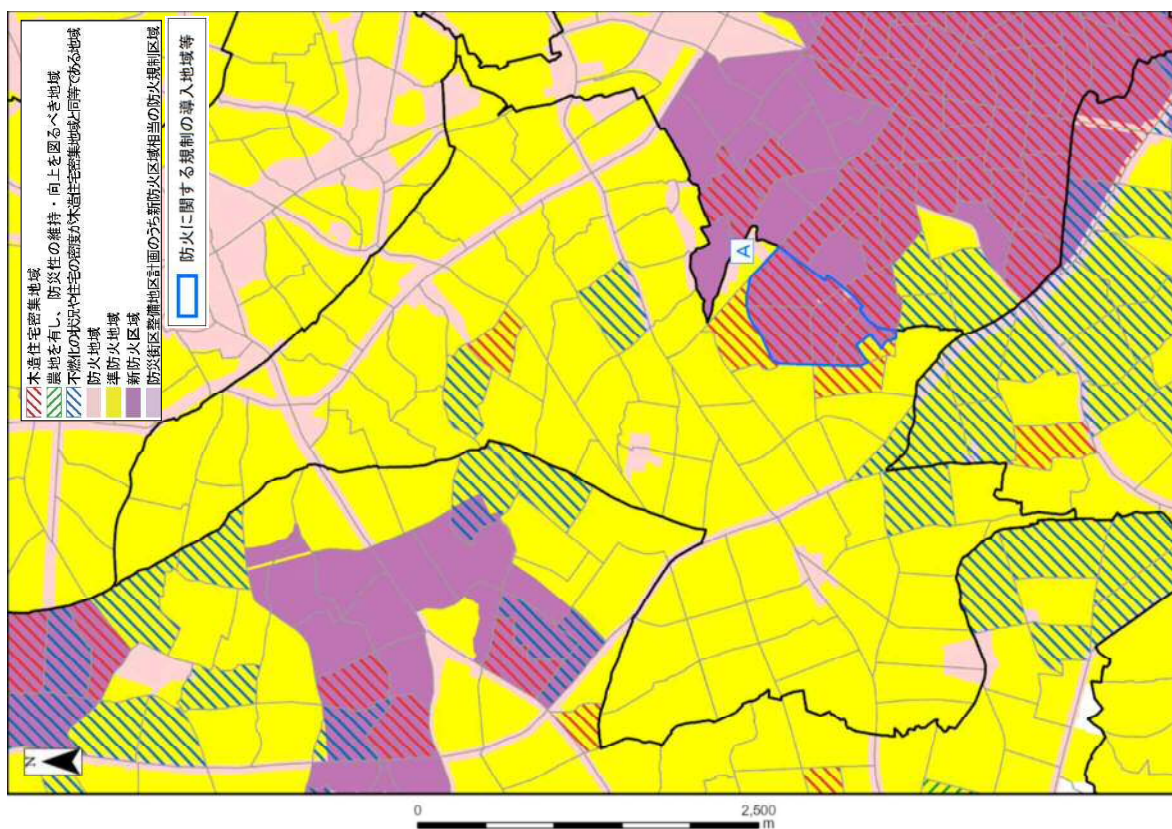 木造住宅密集地域
農地を有し、防災性の維持・向上を図るべき地域
不燃化の状況や住宅の密度が木造住宅密集地域と同等である地域
防火地域
準防火地域
新防火区域
防災街区整備地区計画のうち新防火区域相当の防火規制区域
防火に関する規制の導入地域等
A
N
0 2,500
m